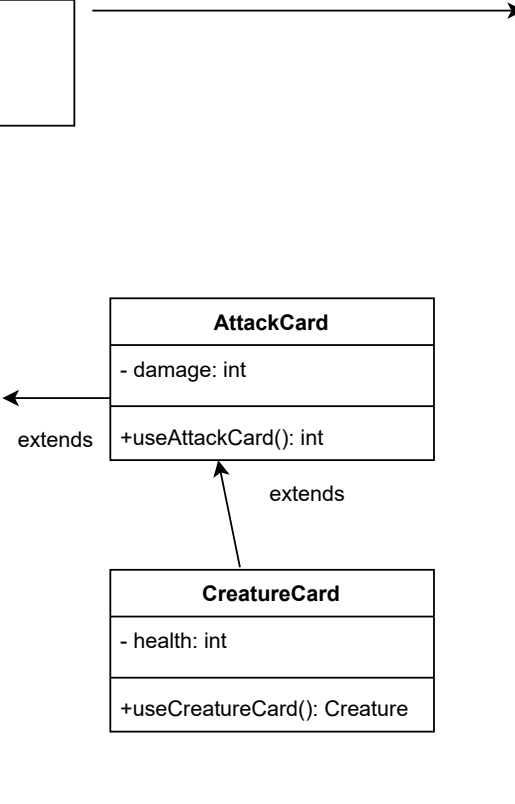 AttackCard
- damage: int
extends
+useAttackCard(): int
extends
CreatureCard
- health: int
+useCreatureCard(): Creature